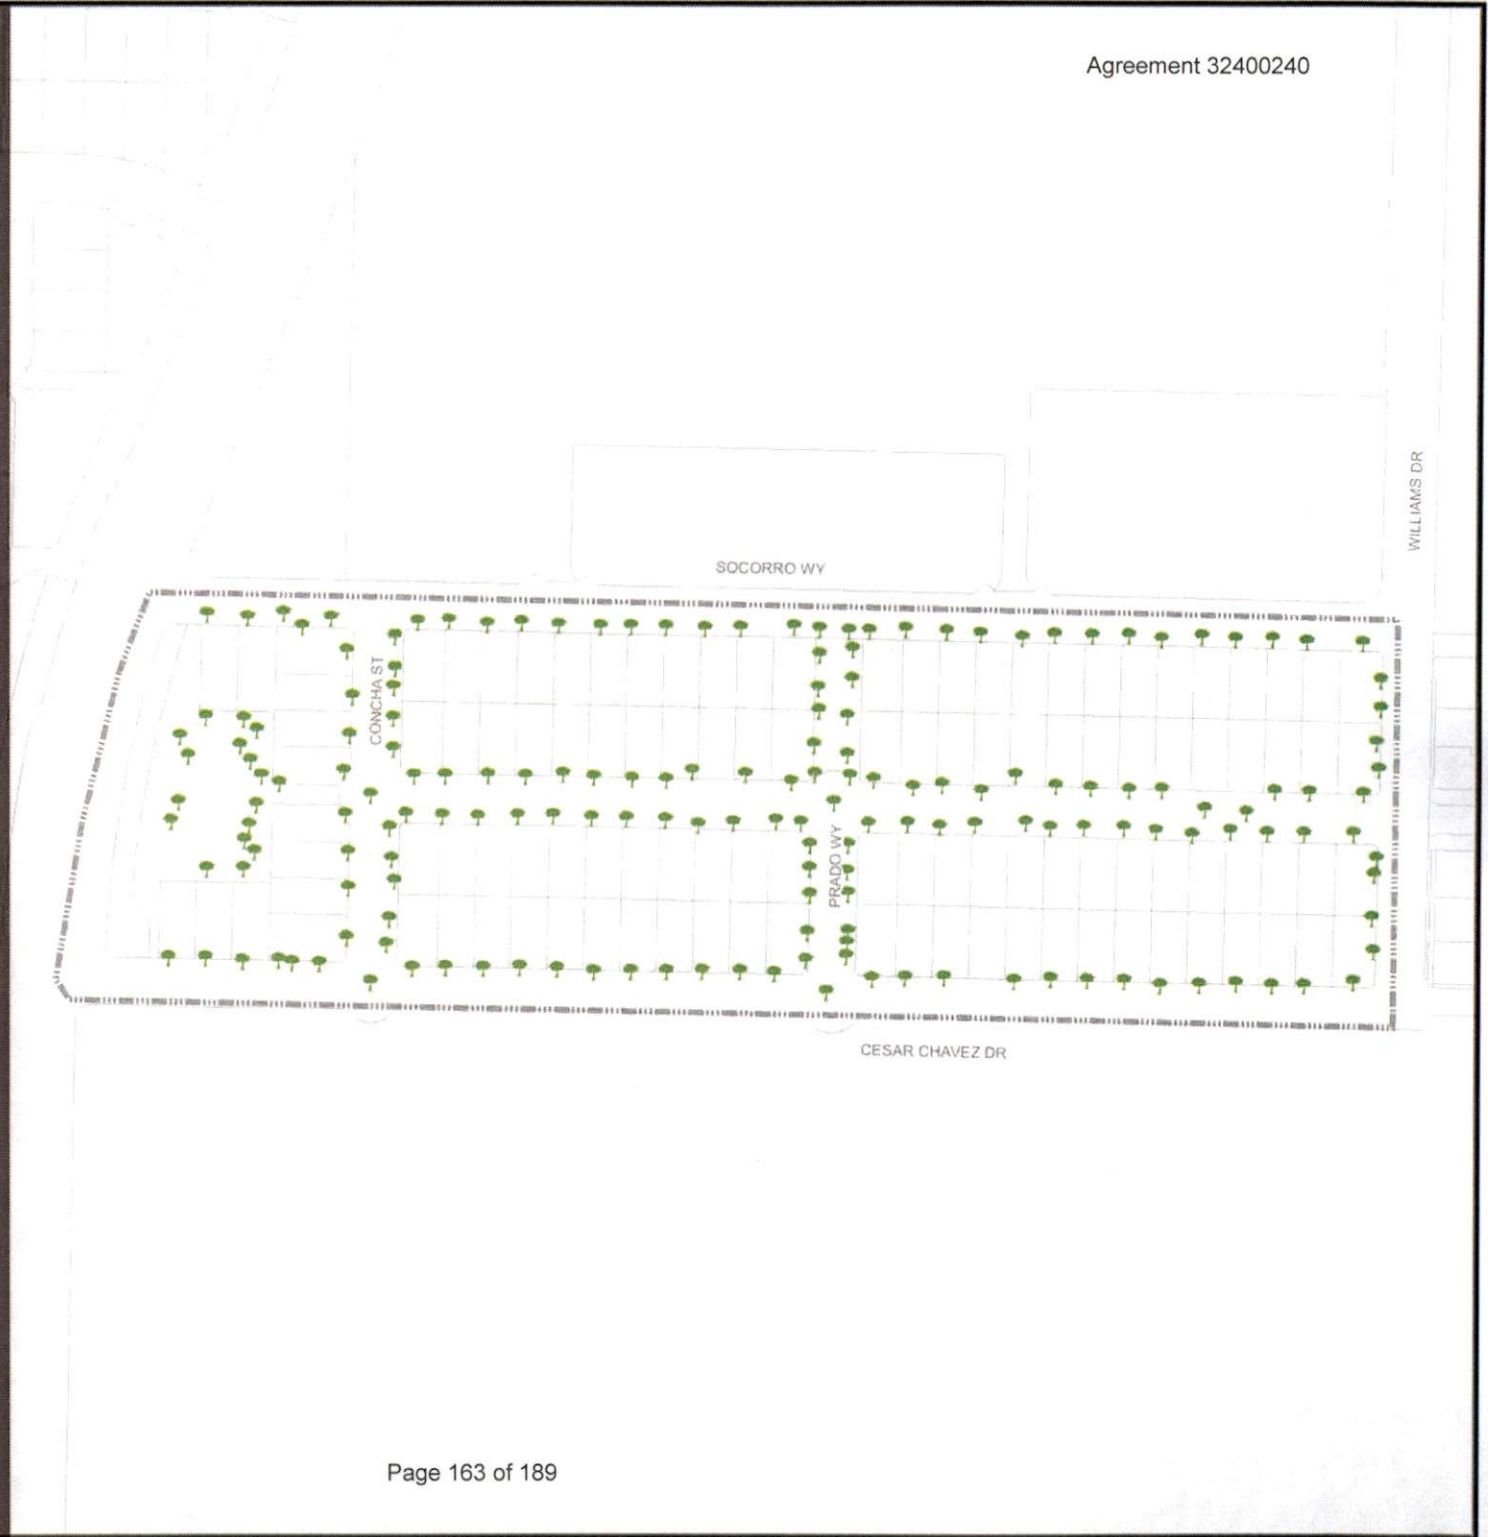 Agreement 32400240
WILLIAMS DR
SOCORRO WY
CONCHA ST
PRADO WY
CESAR CHAVEZ DR
Page 163 of 189